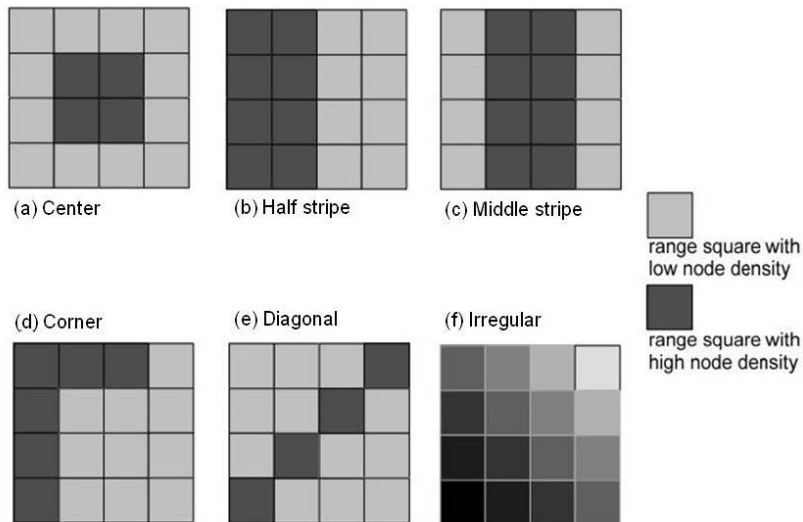 (a) Center
(b) Half stripe
(c) Middle stripe
range square with
low node density
range square with
high node density
(d) Corner
(e) Diagonal
(f) Irregular